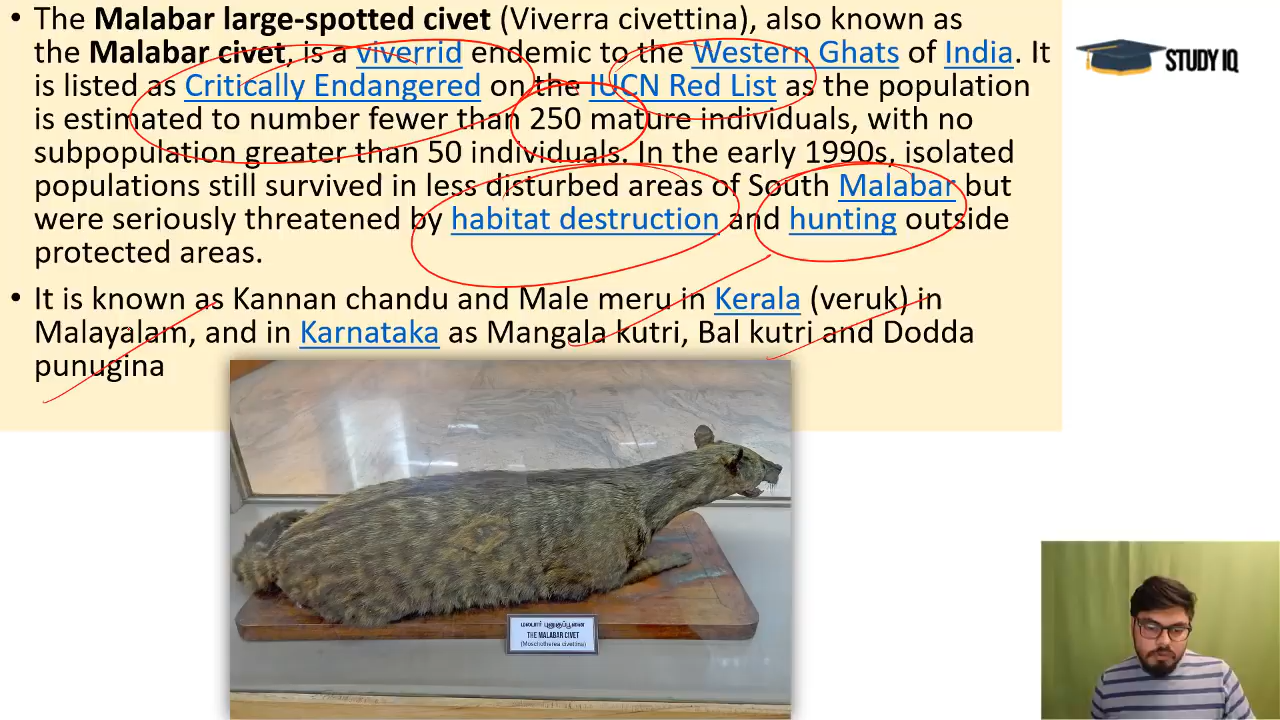 • The Malabar large-spotted civet (Viverra civettina), also known as
the Malabar civet, is a viverrid endemic to the Western Ghats of India. It
is listed as Critically Endangered on the IUCN Red List as the population
is estimated to number fewer than 250 mature individuals, with no
subpopulation greater than 50 individuals. In the early 1990s, isolated
populations still survived in less disturbed areas of South Malabar but
were seriously threatened by habitat destruction and hunting outside
protected areas.
• It is known as Kannan chandu and Male meru in Kerala (veruk) in
Malayalam, and in Karnataka as Mangala kutri, Bal kutri and Dodda
punugina
STUDY IQ
மலபார் புனுகுப்பூனை
THE MALABAR CIVET
(Moschotherea civettina)